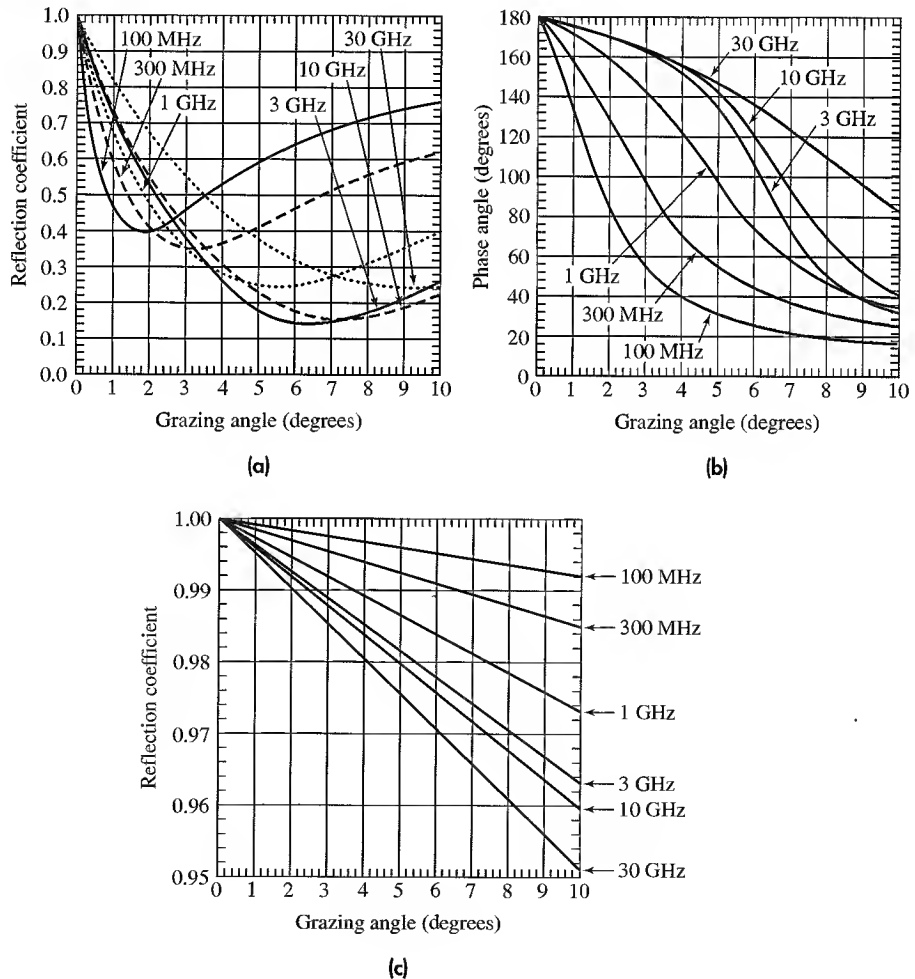 1.0
0.9
0.8
0.7
0.6
0.5
0.4
0.3
0.2
0.1
0.0
Reflection coefficient
100 MHz
300 MHz
1 GHz
30 GHz
10 GHz
3 GHz
0 1 2 3 4 5 6 7 8 9 10
Grazing angle (degrees)
(a)
180
160
140
120
100
80
60
40
20
0
Phase angle (degrees)
30 GHz
10 GHz
3 GHz
1 GHz
300 MHz
100 MHz
0 1 2 3 4 5 6 7 8 9 10
Grazing angle (degrees)
(b)
1.00
0.99
0.98
0.97
0.96
0.95
Reflection coefficient
100 MHz
300 MHz
1 GHz
3 GHz
10 GHz
30 GHz
0 1 2 3 4 5 6 7 8 9 10
Grazing angle (degrees)
(c)